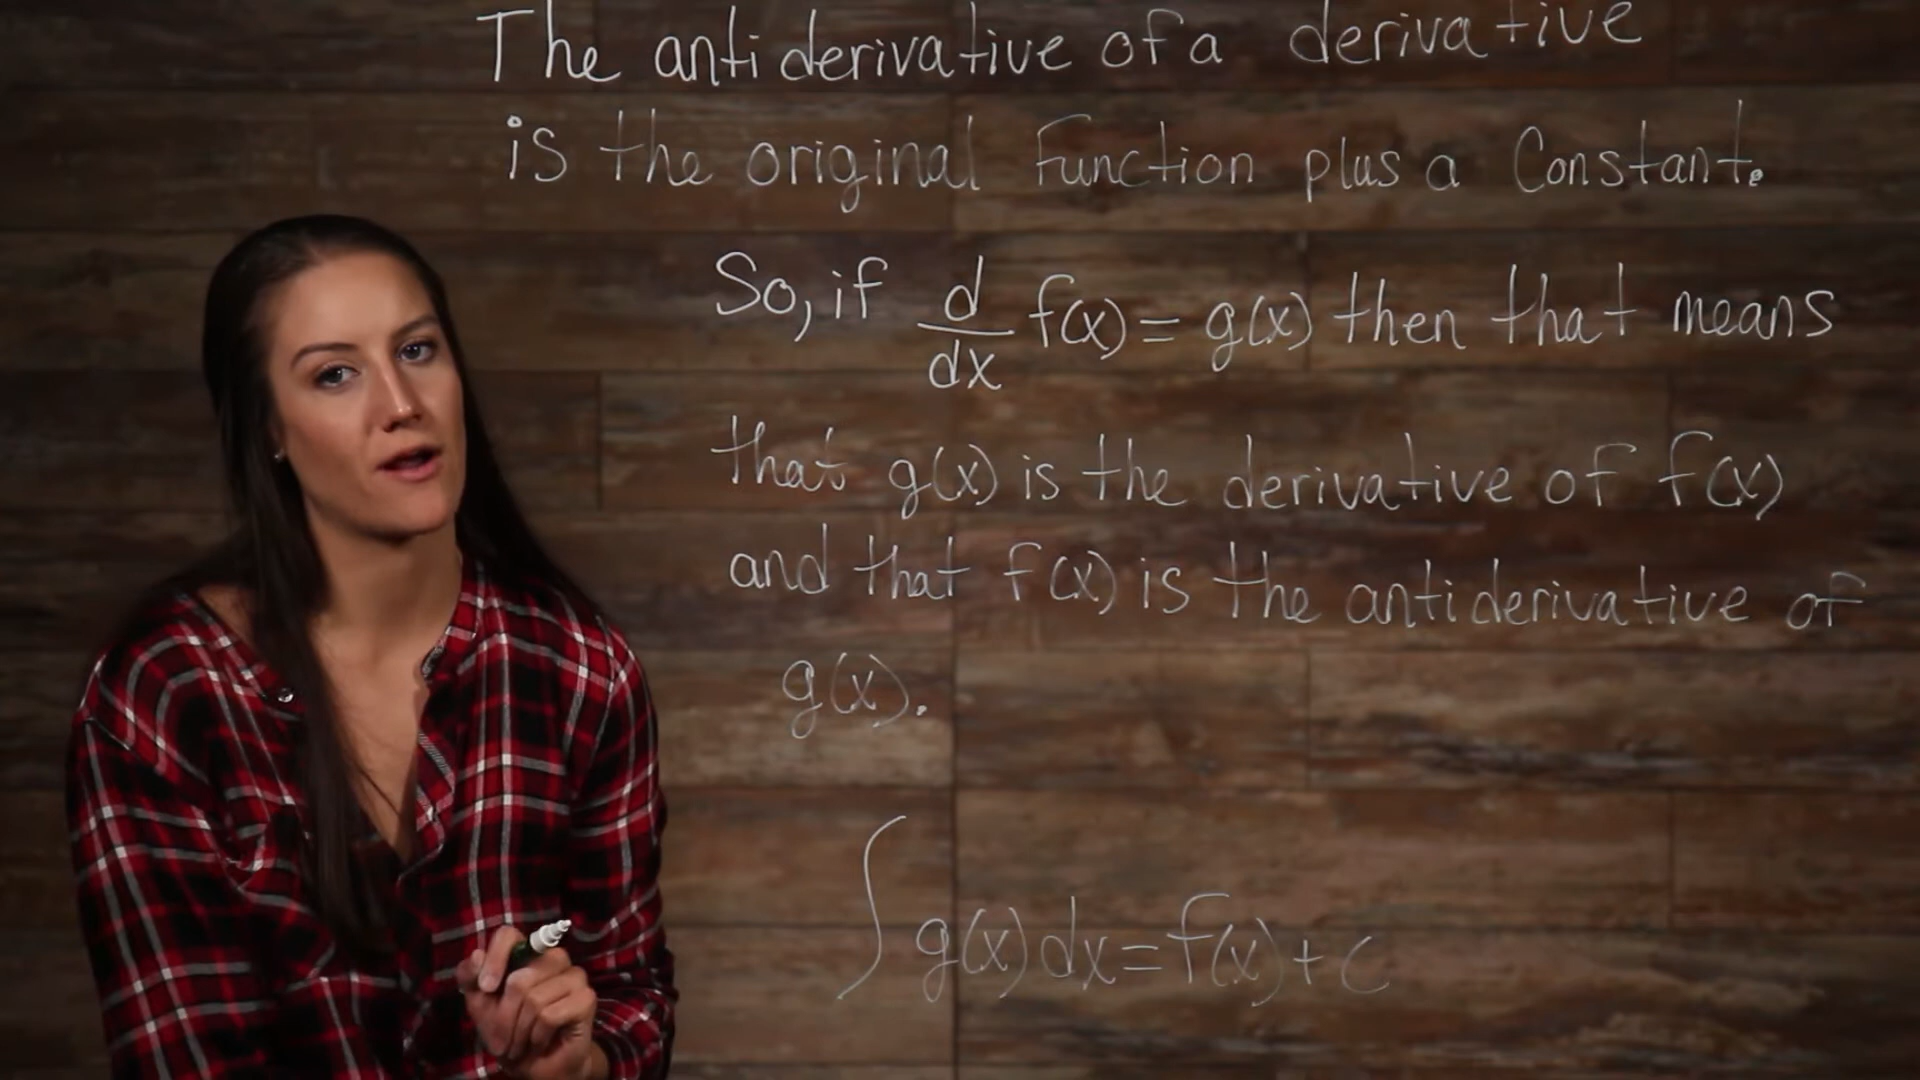 The antiderivative of a derivative
is the original function plus a Constant.
So, if d/dx f(x) = g(x) then that means
that g(x) is the derivative of f(x)
and that f(x) is the antiderivative of
g(x).
∫ g(x) dx = f(x) + c